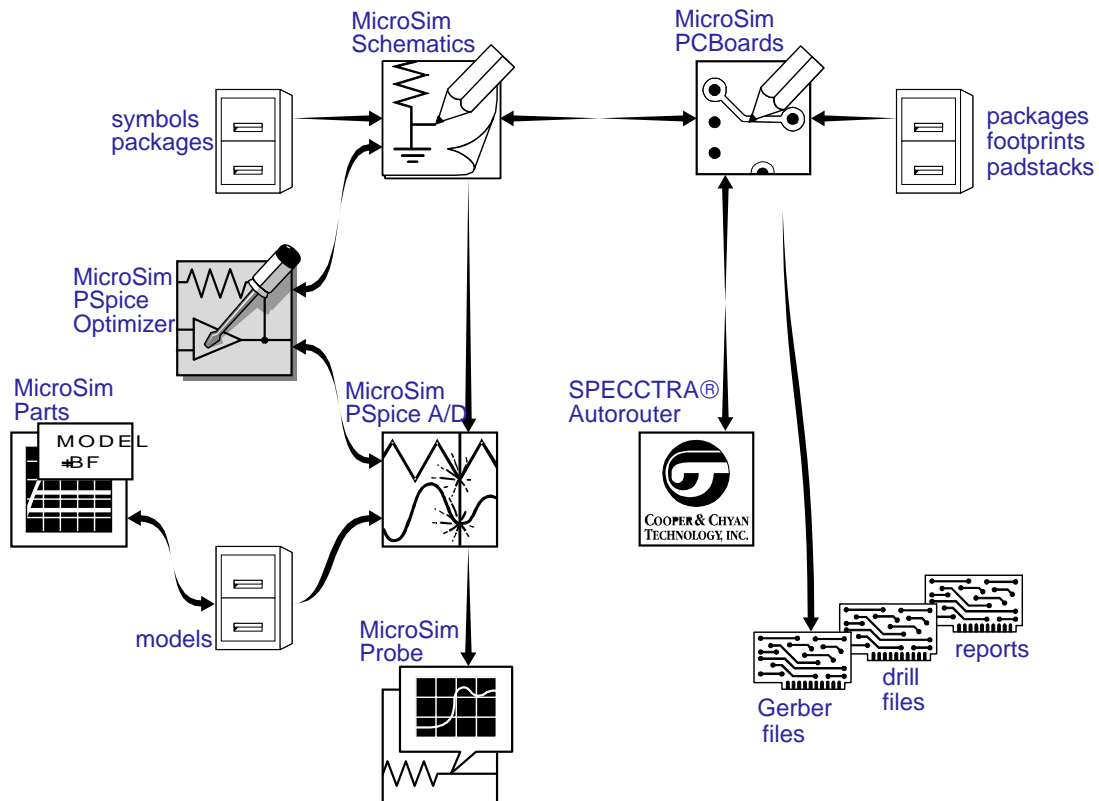 MicroSim
Schematics
MicroSim
PCBoards
symbols
packages
packages
footprints
padstacks
MicroSim
PSpice
Optimizer
MicroSim
Parts
MODEL
BF
MicroSim
PSpice A/D
SPECCTRA®
Autorouter
COOPER & CHYAN
TECHNOLOGY, INC.
models
MicroSim
Probe
Gerber
files
drill
files
reports